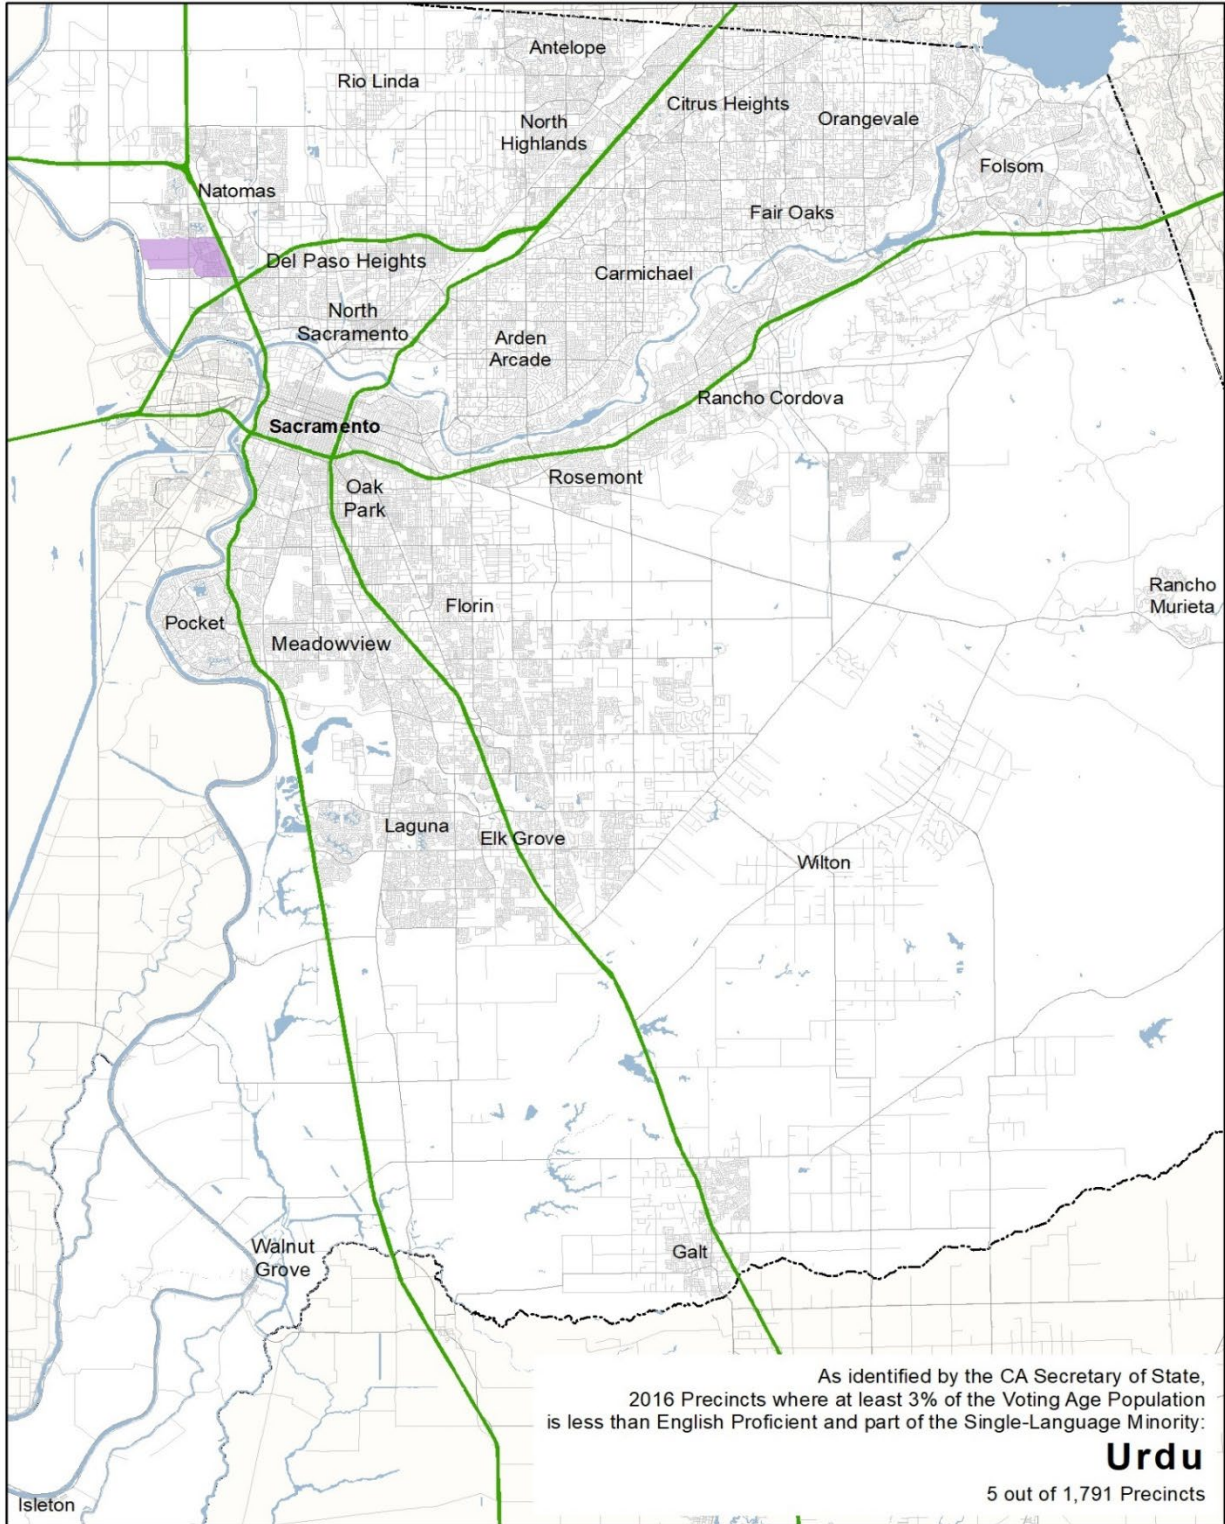 Antelope
Rio Linda
Citrus Heights
Orangevale
North
Highlands
Folsom
Natomas
Fair Oaks
Del Paso Heights
Carmichael
North
Sacramento
Arden
Arcade
Rancho Cordova
Sacramento
Rosemont
Oak
Park
Rancho
Murieta
Florin
Pocket
Meadowview
Laguna
Elk Grove
Wilton
Walnut
Grove
Galt
As identified by the CA Secretary of State,
2016 Precincts where at least 3% of the Voting Age Population
is less than English Proficient and part of the Single-Language Minority:
Urdu
5 out of 1,791 Precincts
Isleton